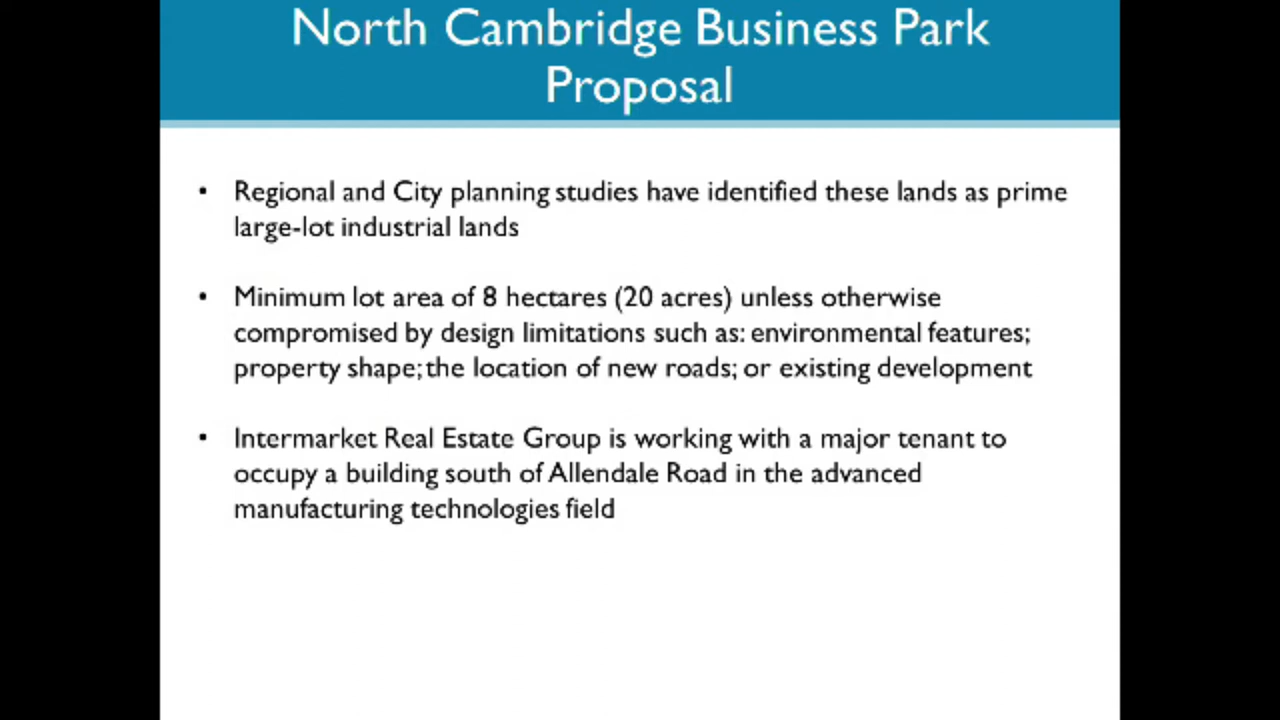 North Cambridge Business Park
Proposal
• Regional and City planning studies have identified these lands as prime
large-lot industrial lands
• Minimum lot area of 8 hectares (20 acres) unless otherwise
compromised by design limitations such as: environmental features;
property shape; the location of new roads; or existing development
• Intermarket Real Estate Group is working with a major tenant to
occupy a building south of Allendale Road in the advanced
manufacturing technologies field